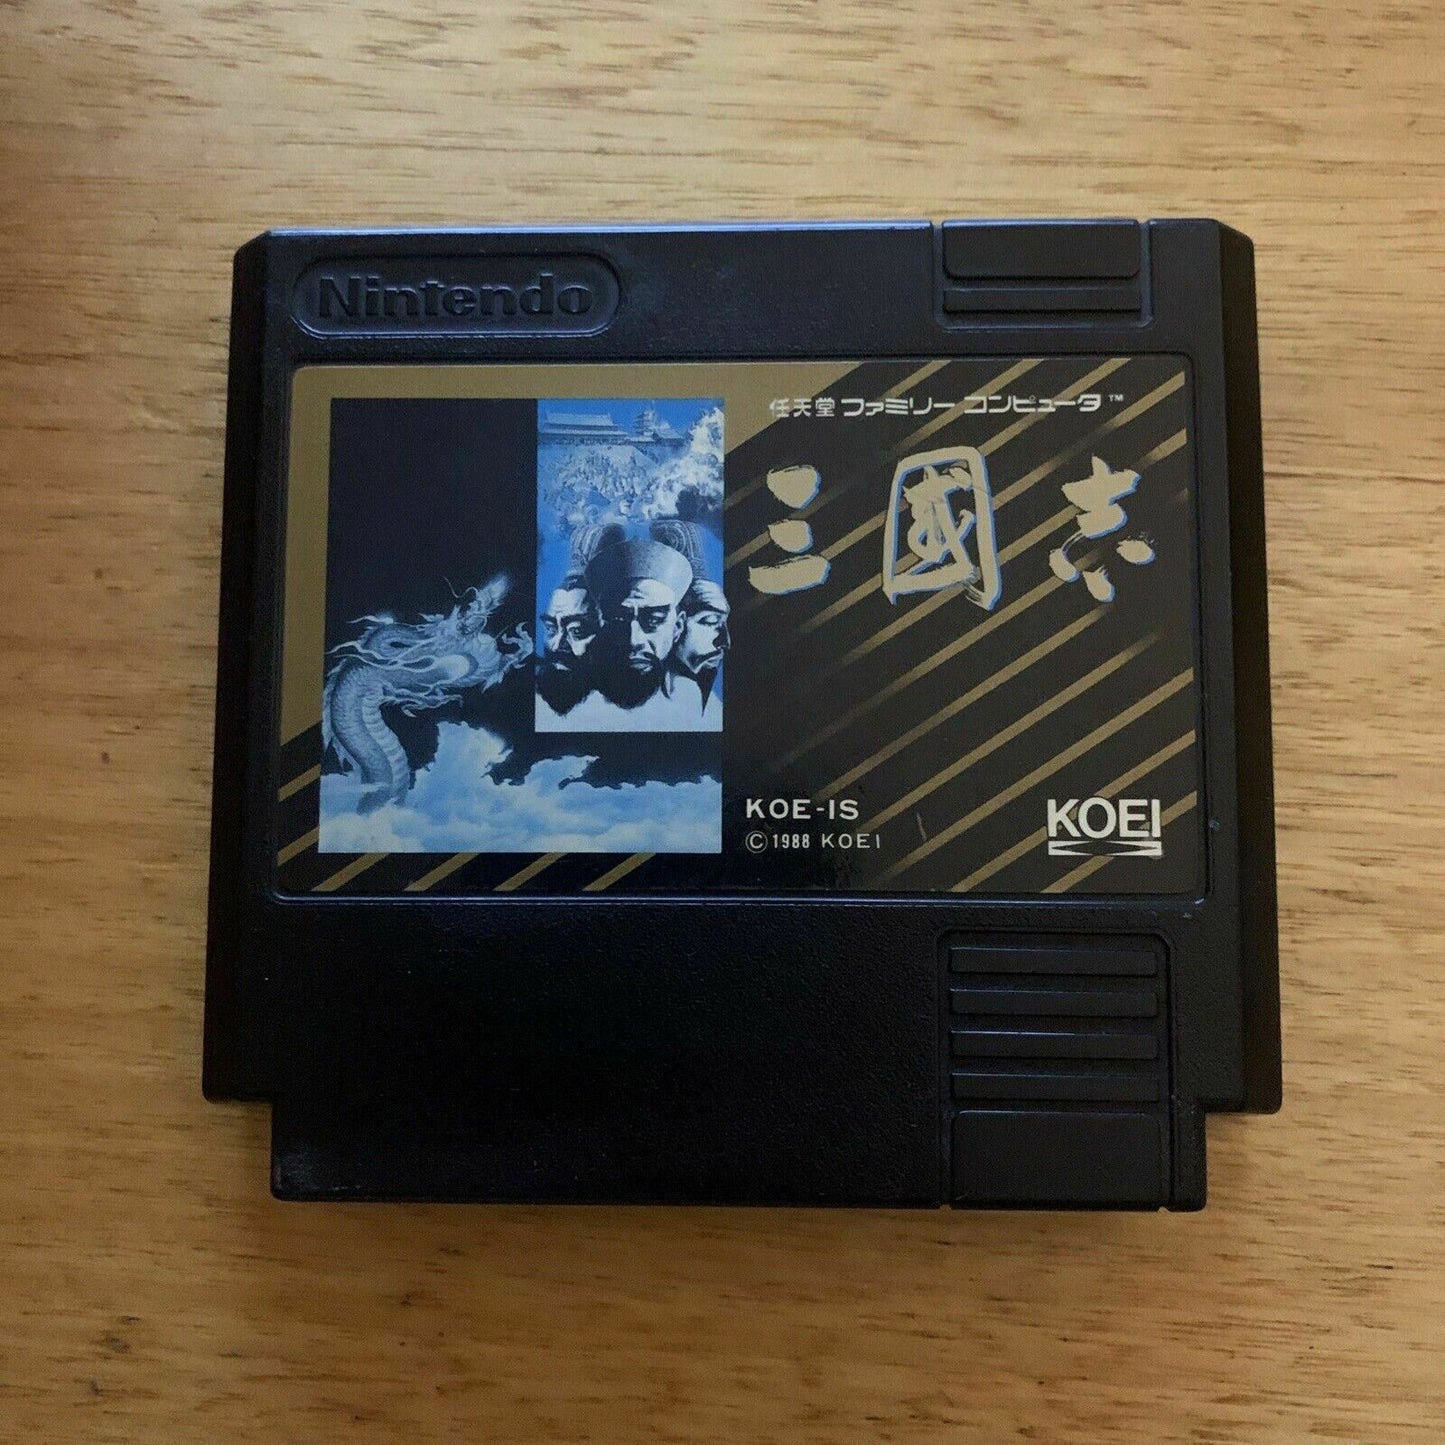 Nintendo
任天堂 ファミリー コンピュータ™
三國志
KOE-IS
© 1988 KOEI
KOEI